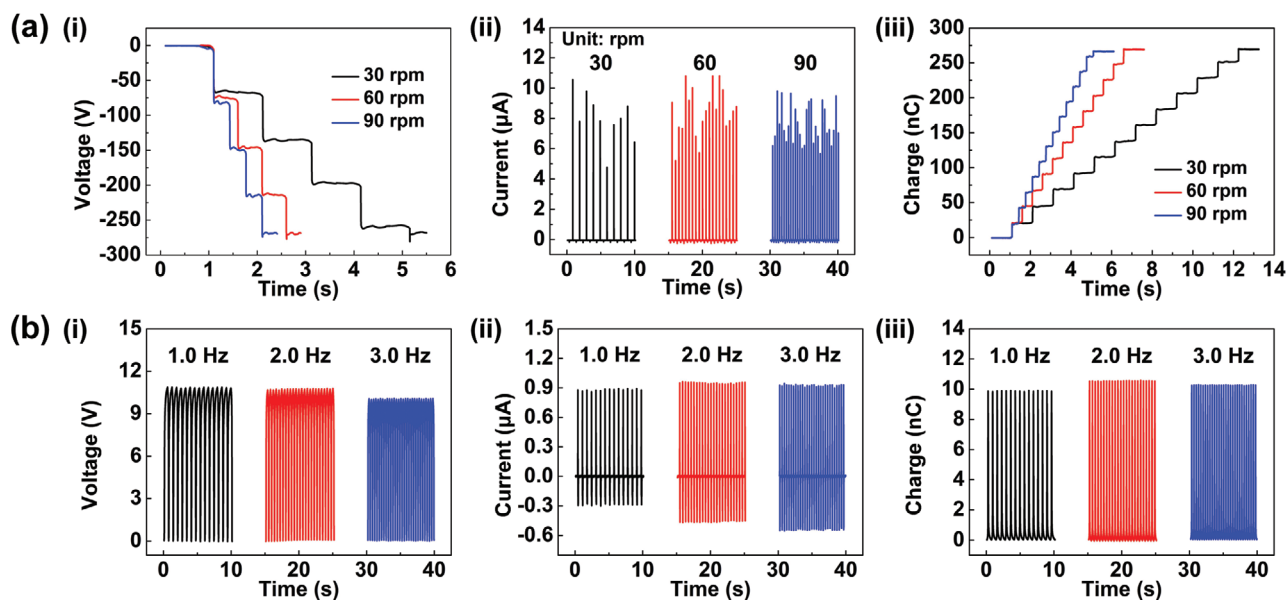 (a) (i)
Voltage (V)
0
-50
-100
-150
-200
-250
-300
30 rpm
60 rpm
90 rpm
0 1 2 3 4 5 6
Time (s)
(ii)
Current (µA)
14
12
10
8
6
4
2
0
Unit: rpm
30 60 90
0 10 20 30 40
Time (s)
(iii)
Charge (nC)
300
250
200
150
100
50
0
30 rpm
60 rpm
90 rpm
0 2 4 6 8 10 12 14
Time (s)
(b) (i)
Voltage (V)
15
12
9
6
3
0
1.0 Hz 2.0 Hz 3.0 Hz
0 10 20 30 40
Time (s)
(ii)
Current (µA)
1.5
1.2
0.9
0.6
0.3
0.0
-0.3
-0.6
1.0 Hz 2.0 Hz 3.0 Hz
0 10 20 30 40
Time (s)
(iii)
Charge (nC)
14
12
10
8
6
4
2
0
1.0 Hz 2.0 Hz 3.0 Hz
0 10 20 30 40
Time (s)